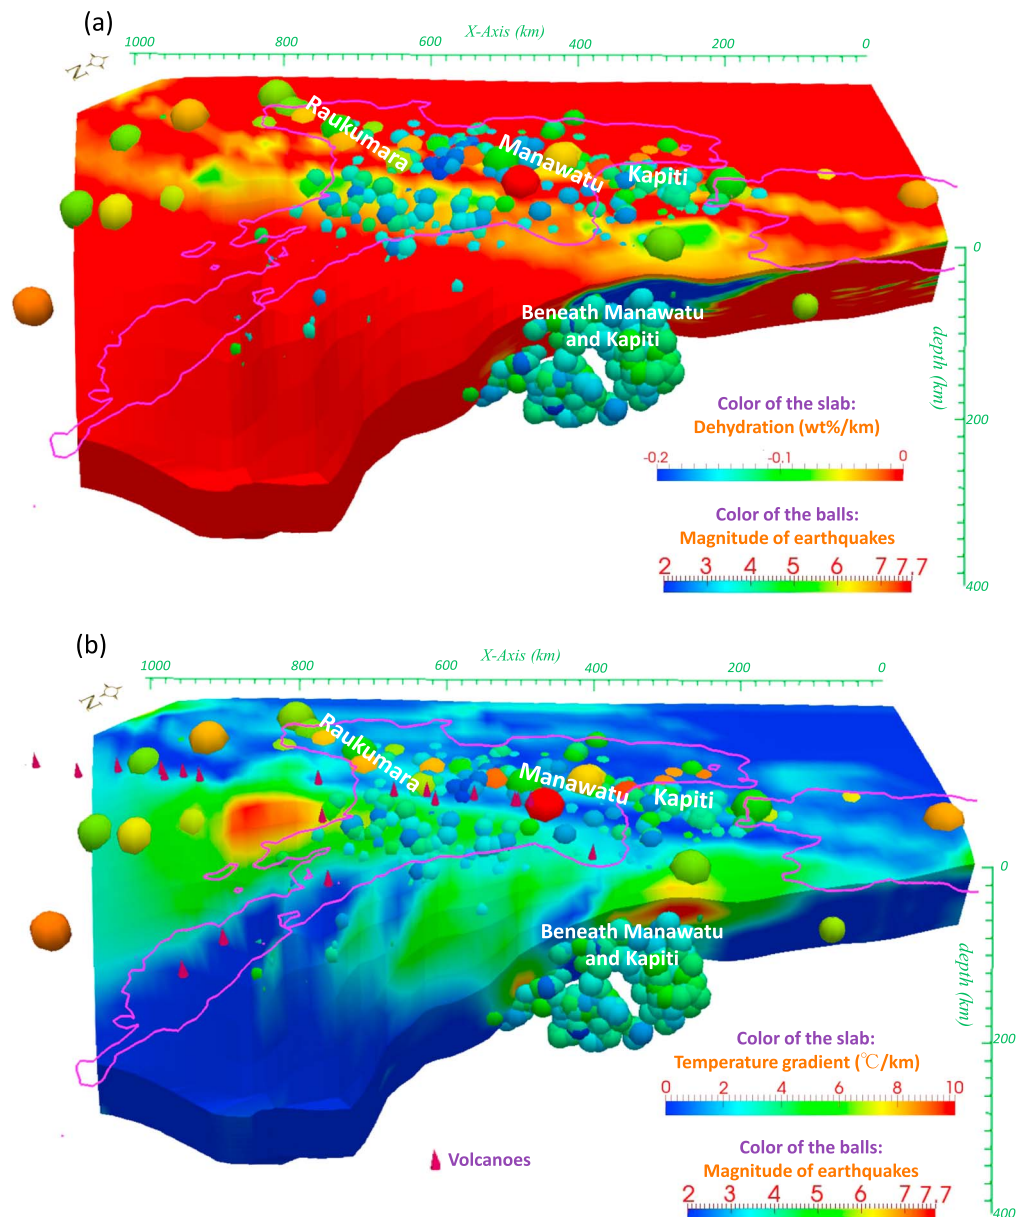 (a)
X-Axis (km)
1000 800 600 400 200 0
N
Raukumara
Manawatu
Kapiti
0
Beneath Manawatu
and Kapiti
depth (km)
Color of the slab:
Dehydration (wt%/km)
200
-0.2 -0.1 0
Color of the balls:
Magnitude of earthquakes
2 3 4 5 6 7 7.7
400
(b)
X-Axis (km)
1000 800 600 400 200 0
N
Raukumara
Manawatu
Kapiti
0
Beneath Manawatu
and Kapiti
depth (km)
Color of the slab:
200
Temperature gradient (℃/km)
0 2 4 6 8 10
Color of the balls:
Volcanoes
Magnitude of earthquakes
2 3 4 5 6 7 7.7
400